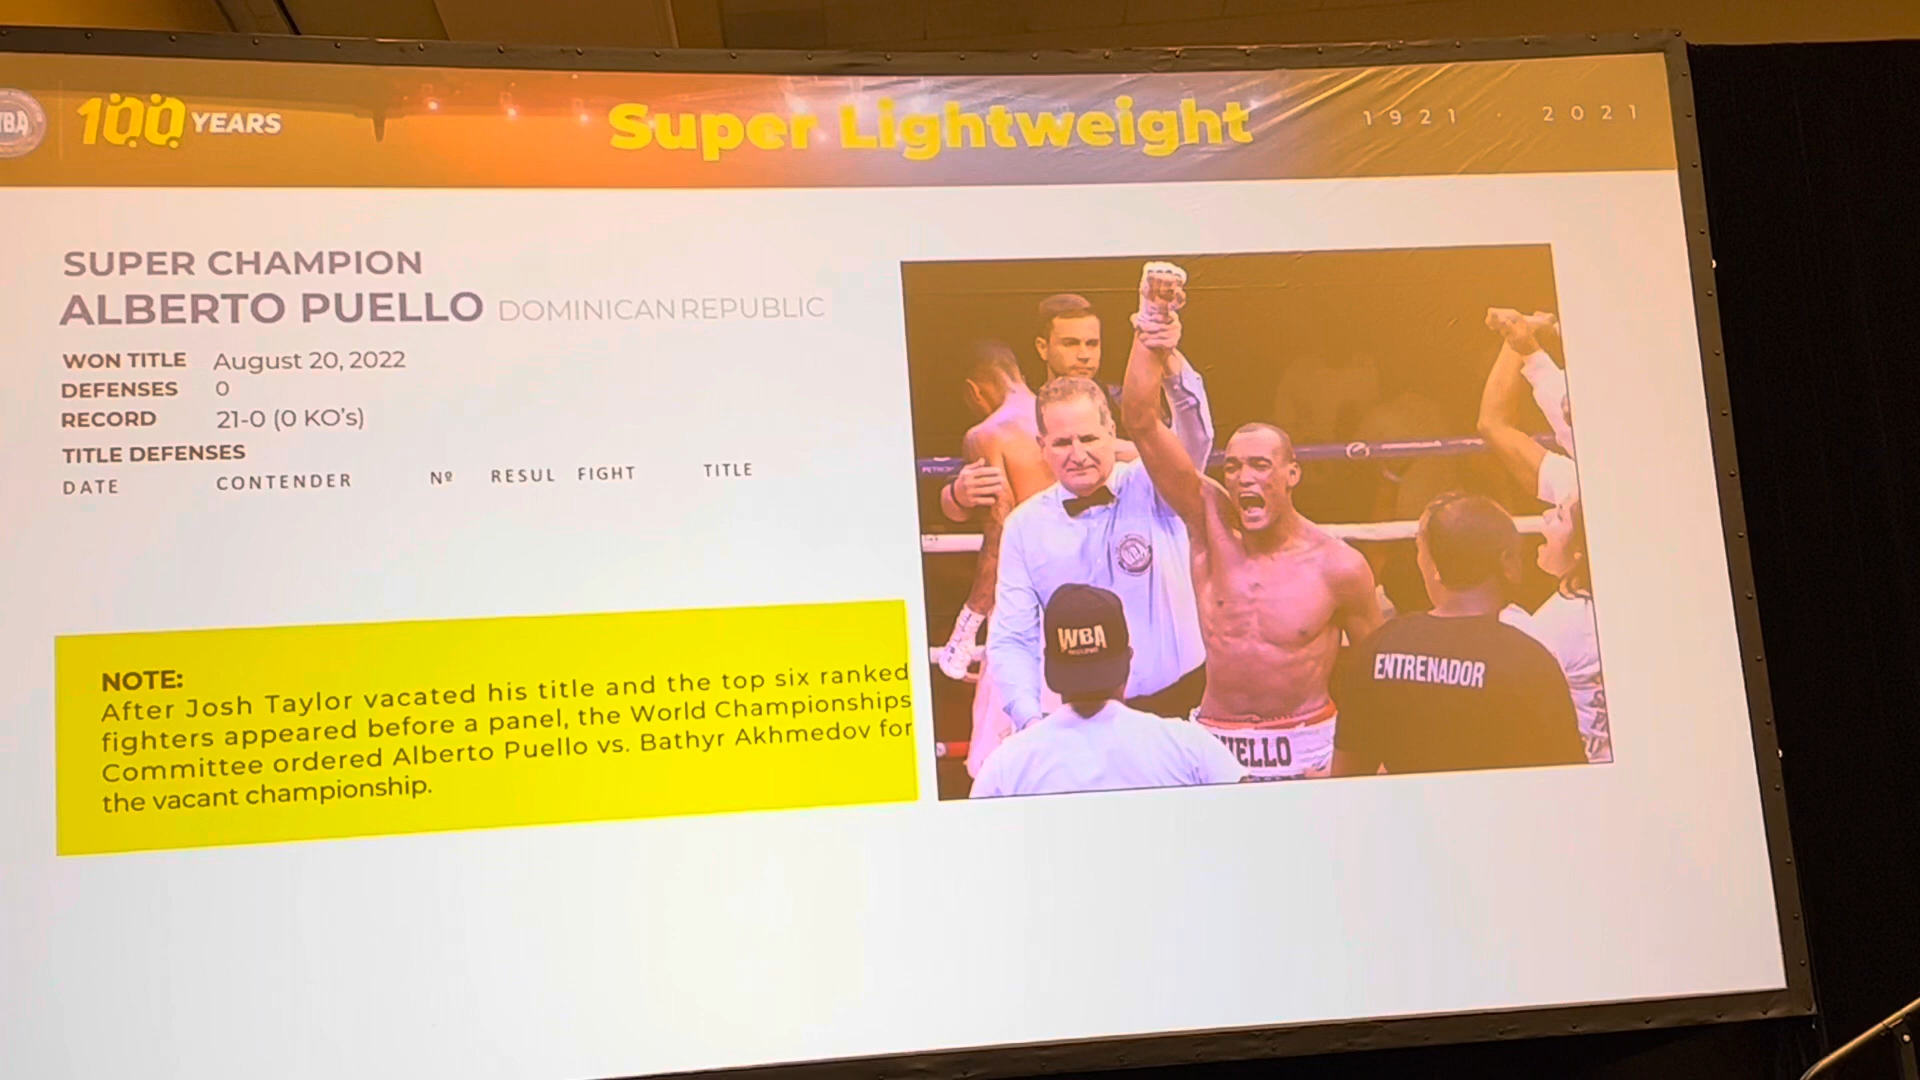 WBA
100 YEARS
Super Lightweight
1921 · 2021
SUPER CHAMPION
ALBERTO PUELLO DOMINICAN REPUBLIC
WON TITLE August 20, 2022
DEFENSES 0
RECORD 21-0 (0 KO's)
TITLE DEFENSES
DATE CONTENDER Nº RESUL FIGHT TITLE
NOTE:
After Josh Taylor vacated his title and the top six ranked
fighters appeared before a panel, the World Championships
Committee ordered Alberto Puello vs. Bathyr Akhmedov for
the vacant championship.
WBA
WBA
ENTRENADOR
UELLO